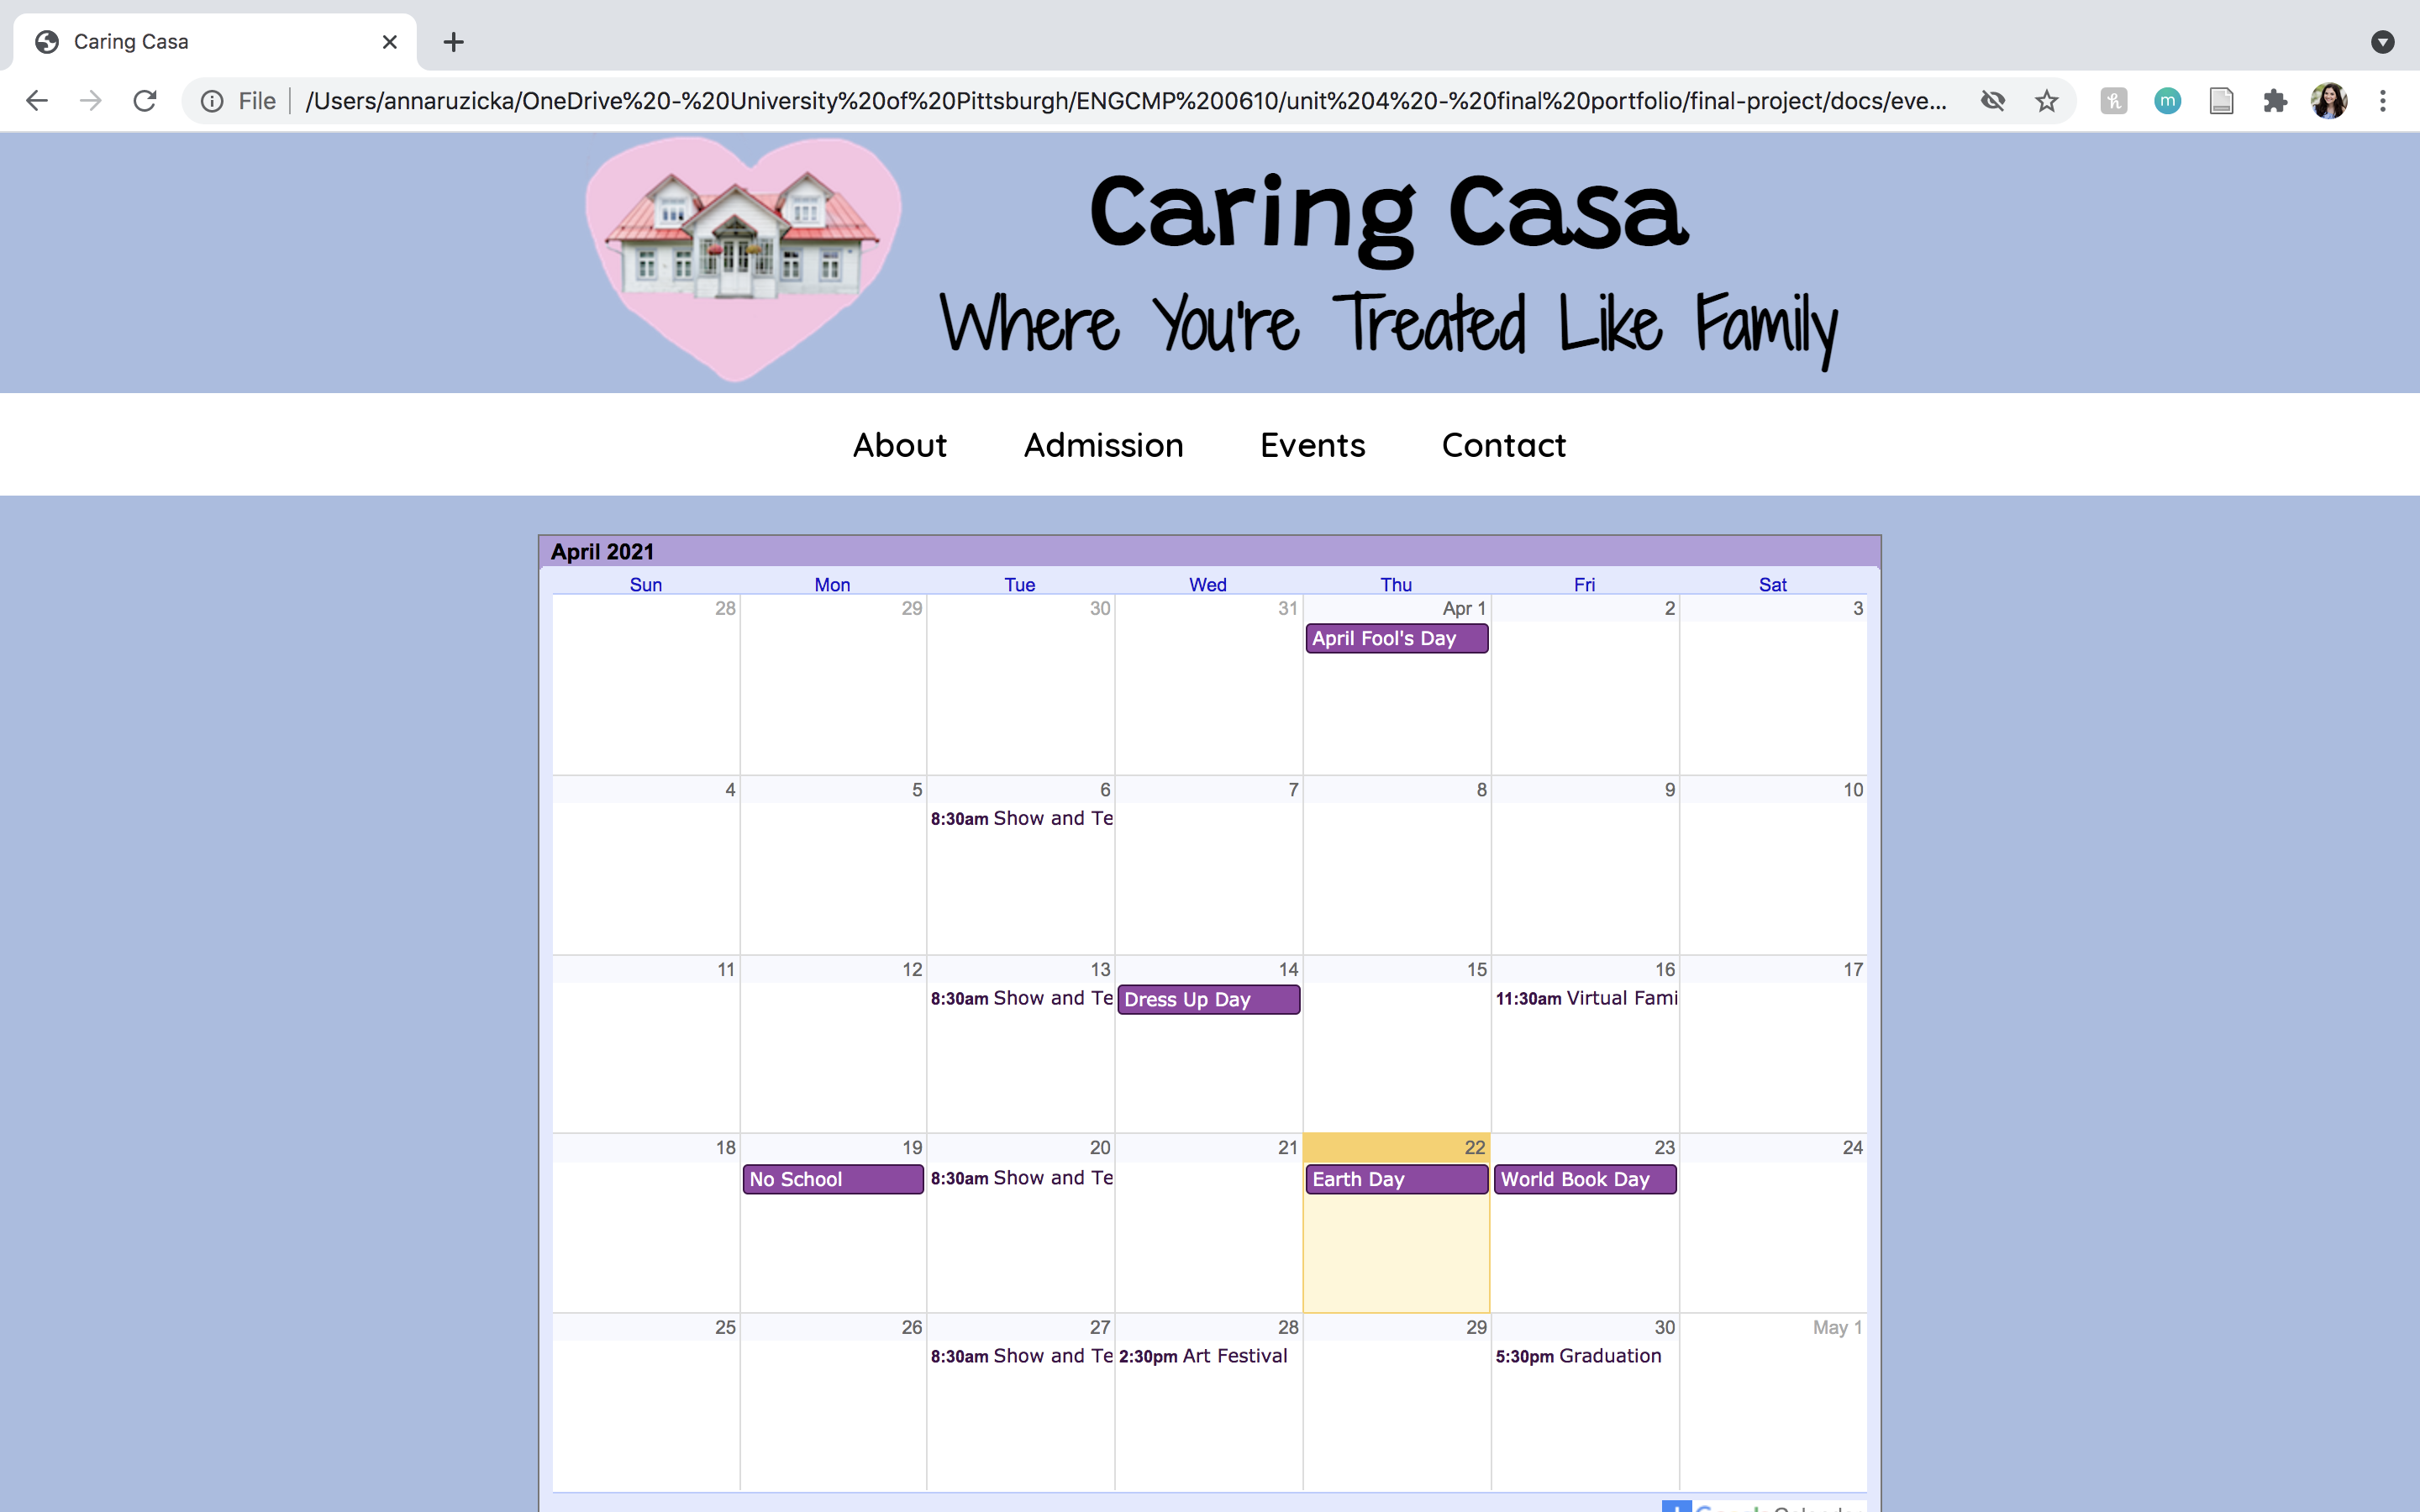 Caring Casa
File /Users/annaruzicka/OneDrive%20-%20University%20of%20Pittsburgh/ENGCMP%200610/unit%204%20-%20final%20portfolio/final-project/docs/eve...
Caring Casa
Where You're Treated Like Family
About Admission Events Contact
April 2021
Sun Mon Tue Wed Thu Fri Sat
28 29 30 31 Apr 1 2 3
April Fool's Day
4 5 6 7 8 9 10
8:30am Show and Te
11 12 13 14 15 16 17
8:30am Show and Te Dress Up Day 11:30am Virtual Fami
18 19 20 21 22 23 24
No School 8:30am Show and Te Earth Day World Book Day
25 26 27 28 29 30 May 1
8:30am Show and Te 2:30pm Art Festival 5:30pm Graduation